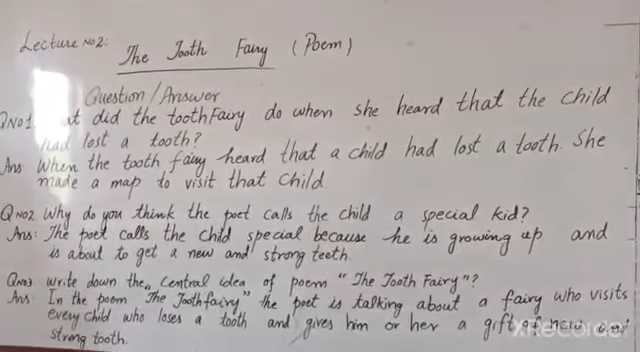 Lecture No2: The Tooth Fairy (Poem)
Question/Answer
QNo1. at did the toothFairy do when she heard that the child
had lost a tooth?
Ans When the tooth fairy heard that a child had lost a tooth. She
made a map to visit that child
QNo2 Why do you think the poet calls the child a special kid?
Ans: The poet calls the child special because he is growing up and
is about to get a new and strong teeth.
QNo3 write down the central idea of poem "The Tooth Fairy"?
Ans In the poem "The Toothfairy" the poet is talking about a fairy who visits
every child who loses a tooth and gives him or her a gift of new and
strong tooth.
XRecorder